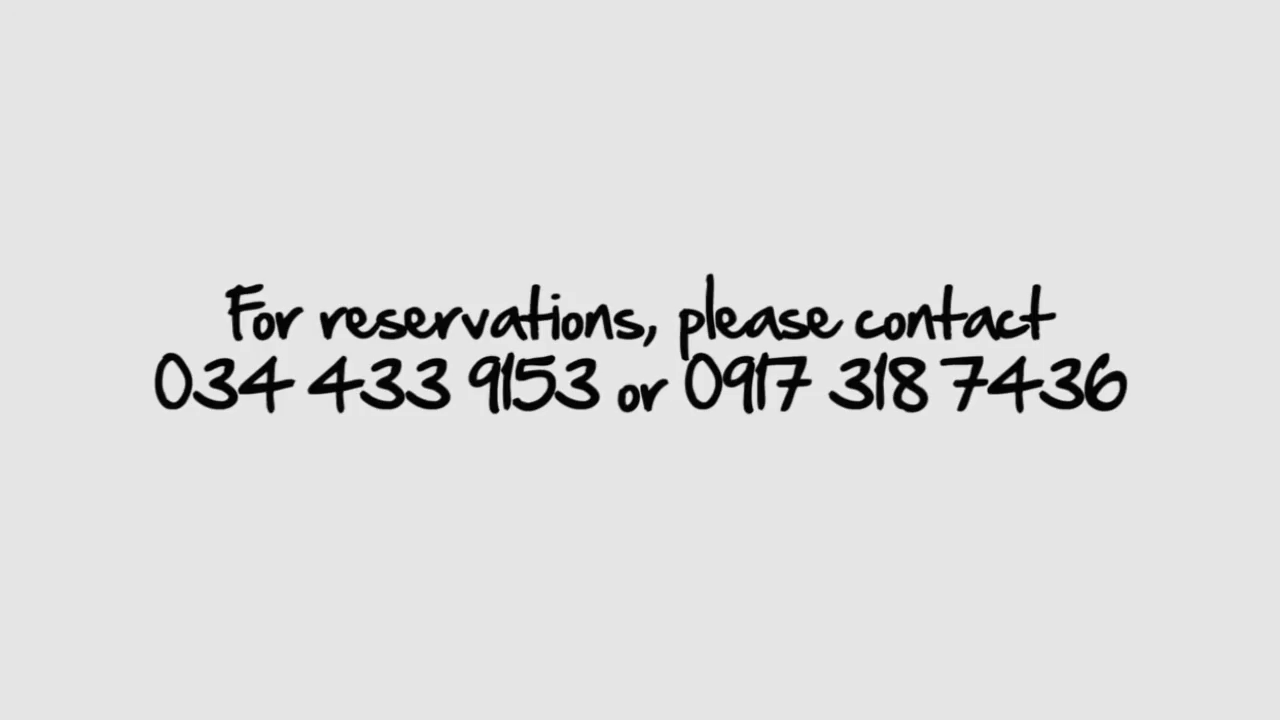 For reservations, please contact
034 433 9153 or 0917 318 7436